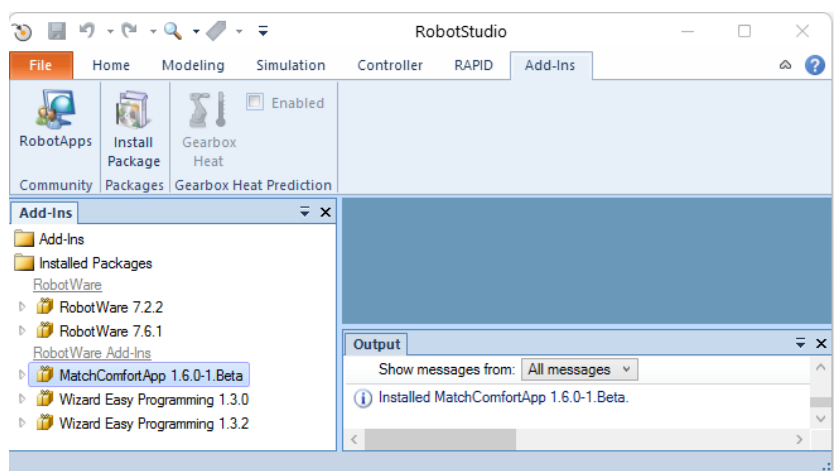 RobotStudio
File Home Modeling Simulation Controller RAPID Add-Ins
RobotApps
Install Package
Gearbox Heat
Enabled
Community Packages Gearbox Heat Prediction
Add-Ins
Add-Ins
Installed Packages
RobotWare
RobotWare 7.2.2
RobotWare 7.6.1
RobotWare Add-Ins
MatchComfortApp 1.6.0-1.Beta
Wizard Easy Programming 1.3.0
Wizard Easy Programming 1.3.2
Output
Show messages from: All messages
Installed MatchComfortApp 1.6.0-1.Beta.